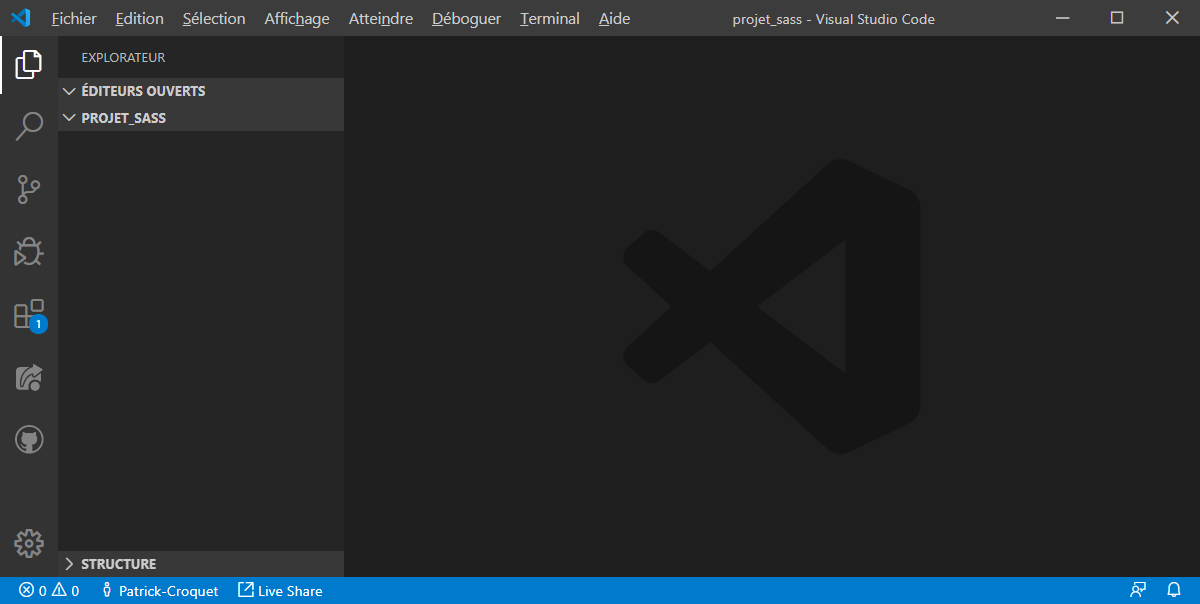 Fichier Edition Sélection Affichage Atteindre Déboguer Terminal Aide projet_sass - Visual Studio Code
EXPLORATEUR
ÉDITEURS OUVERTS
PROJET_SASS
1
STRUCTURE
0 0 Patrick-Croquet Live Share